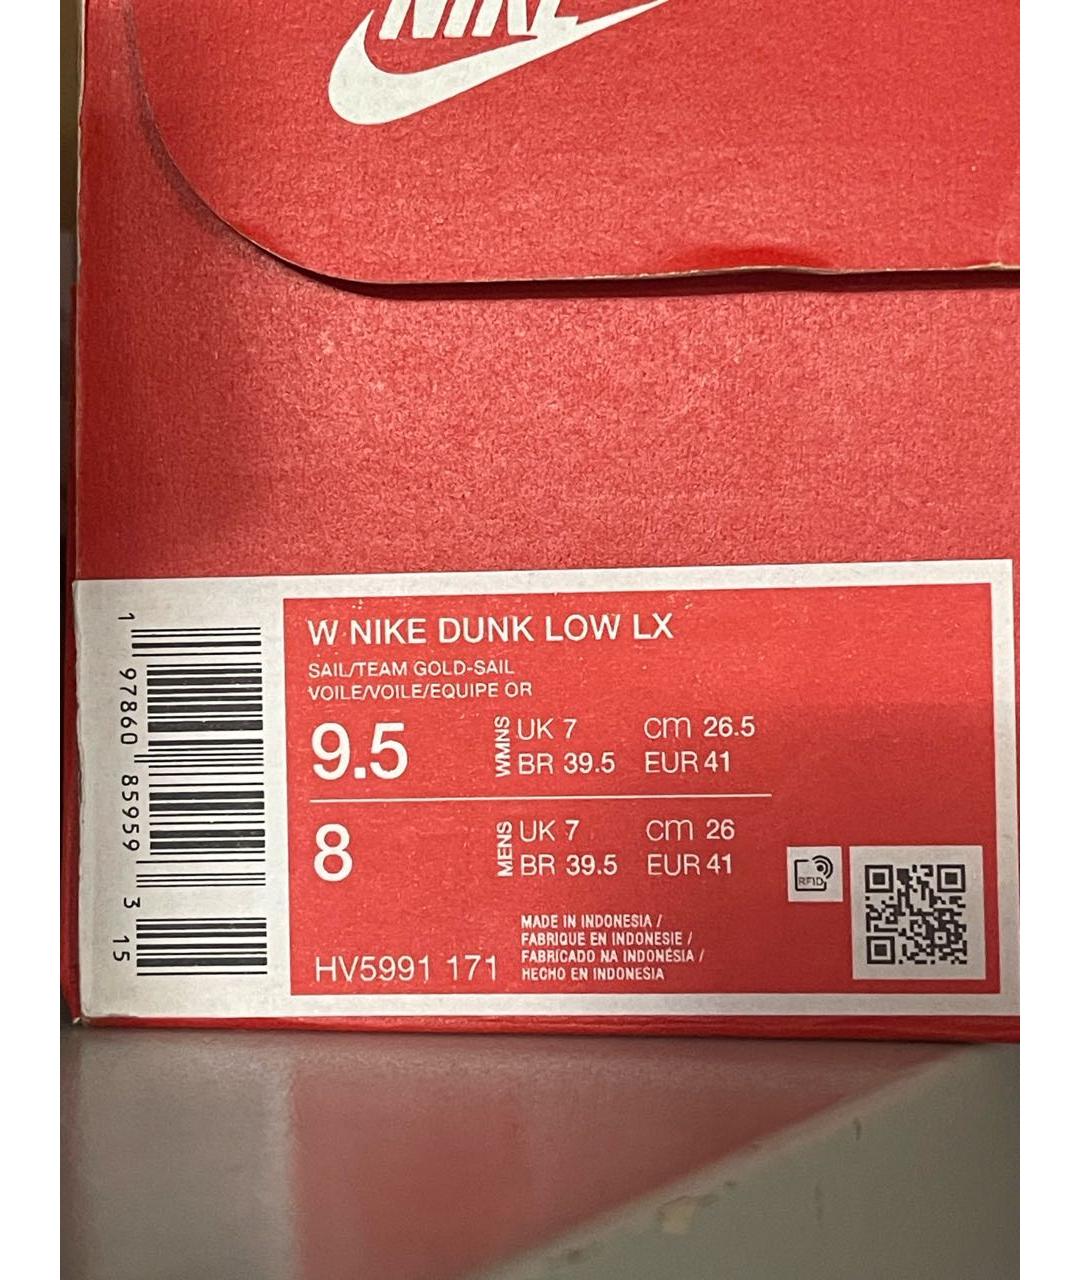 NIKE
W NIKE DUNK LOW LX
SAIL/TEAM GOLD-SAIL
VOILE/VOILE/EQUIPE OR
9.5 WMNS UK 7 cm 26.5
BR 39.5 EUR 41
8 MENS UK 7 cm 26
BR 39.5 EUR 41
RFID
MADE IN INDONESIA /
FABRIQUE EN INDONESIE /
FABRICADO NA INDONÉSIA /
HECHO EN INDONESIA
HV5991 171
1 97860 85959 3 15